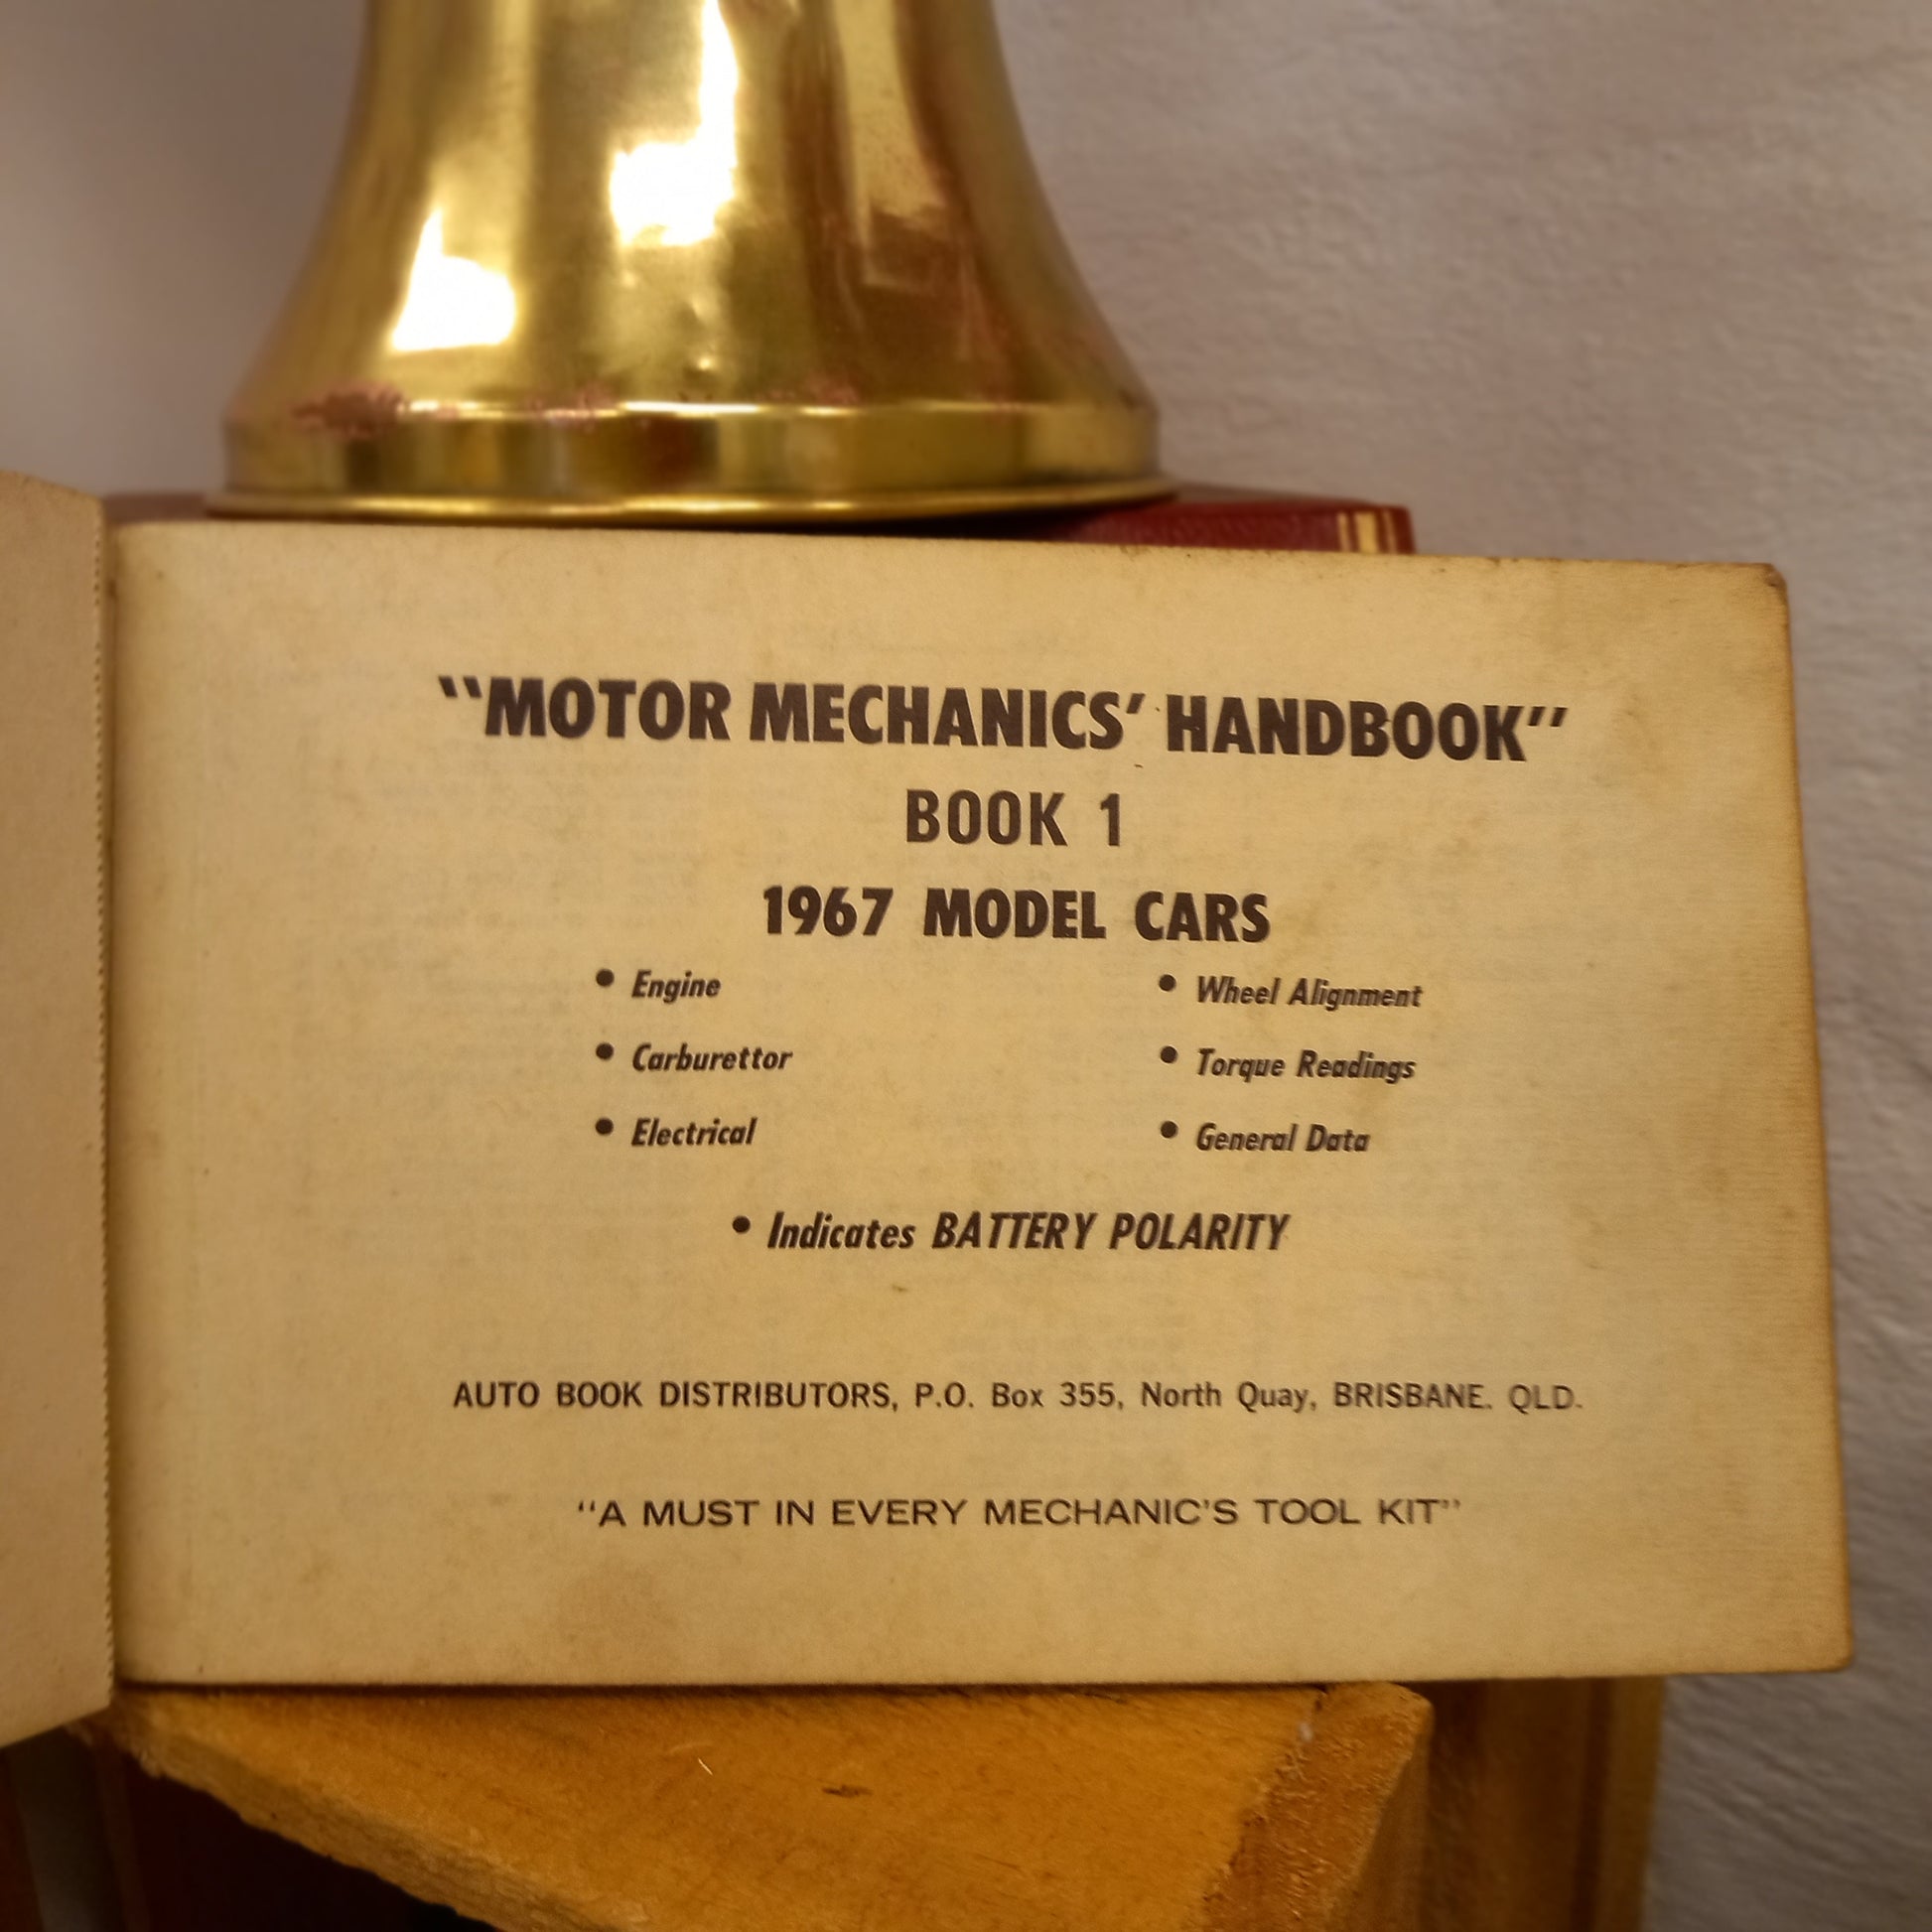 "MOTOR MECHANICS' HANDBOOK"
BOOK 1
1967 MODEL CARS
• Engine
• Carburettor
• Electrical
• Wheel Alignment
• Torque Readings
• General Data
• Indicates BATTERY POLARITY
AUTO BOOK DISTRIBUTORS, P.O. Box 355, North Quay, BRISBANE. QLD.
"A MUST IN EVERY MECHANIC'S TOOL KIT"